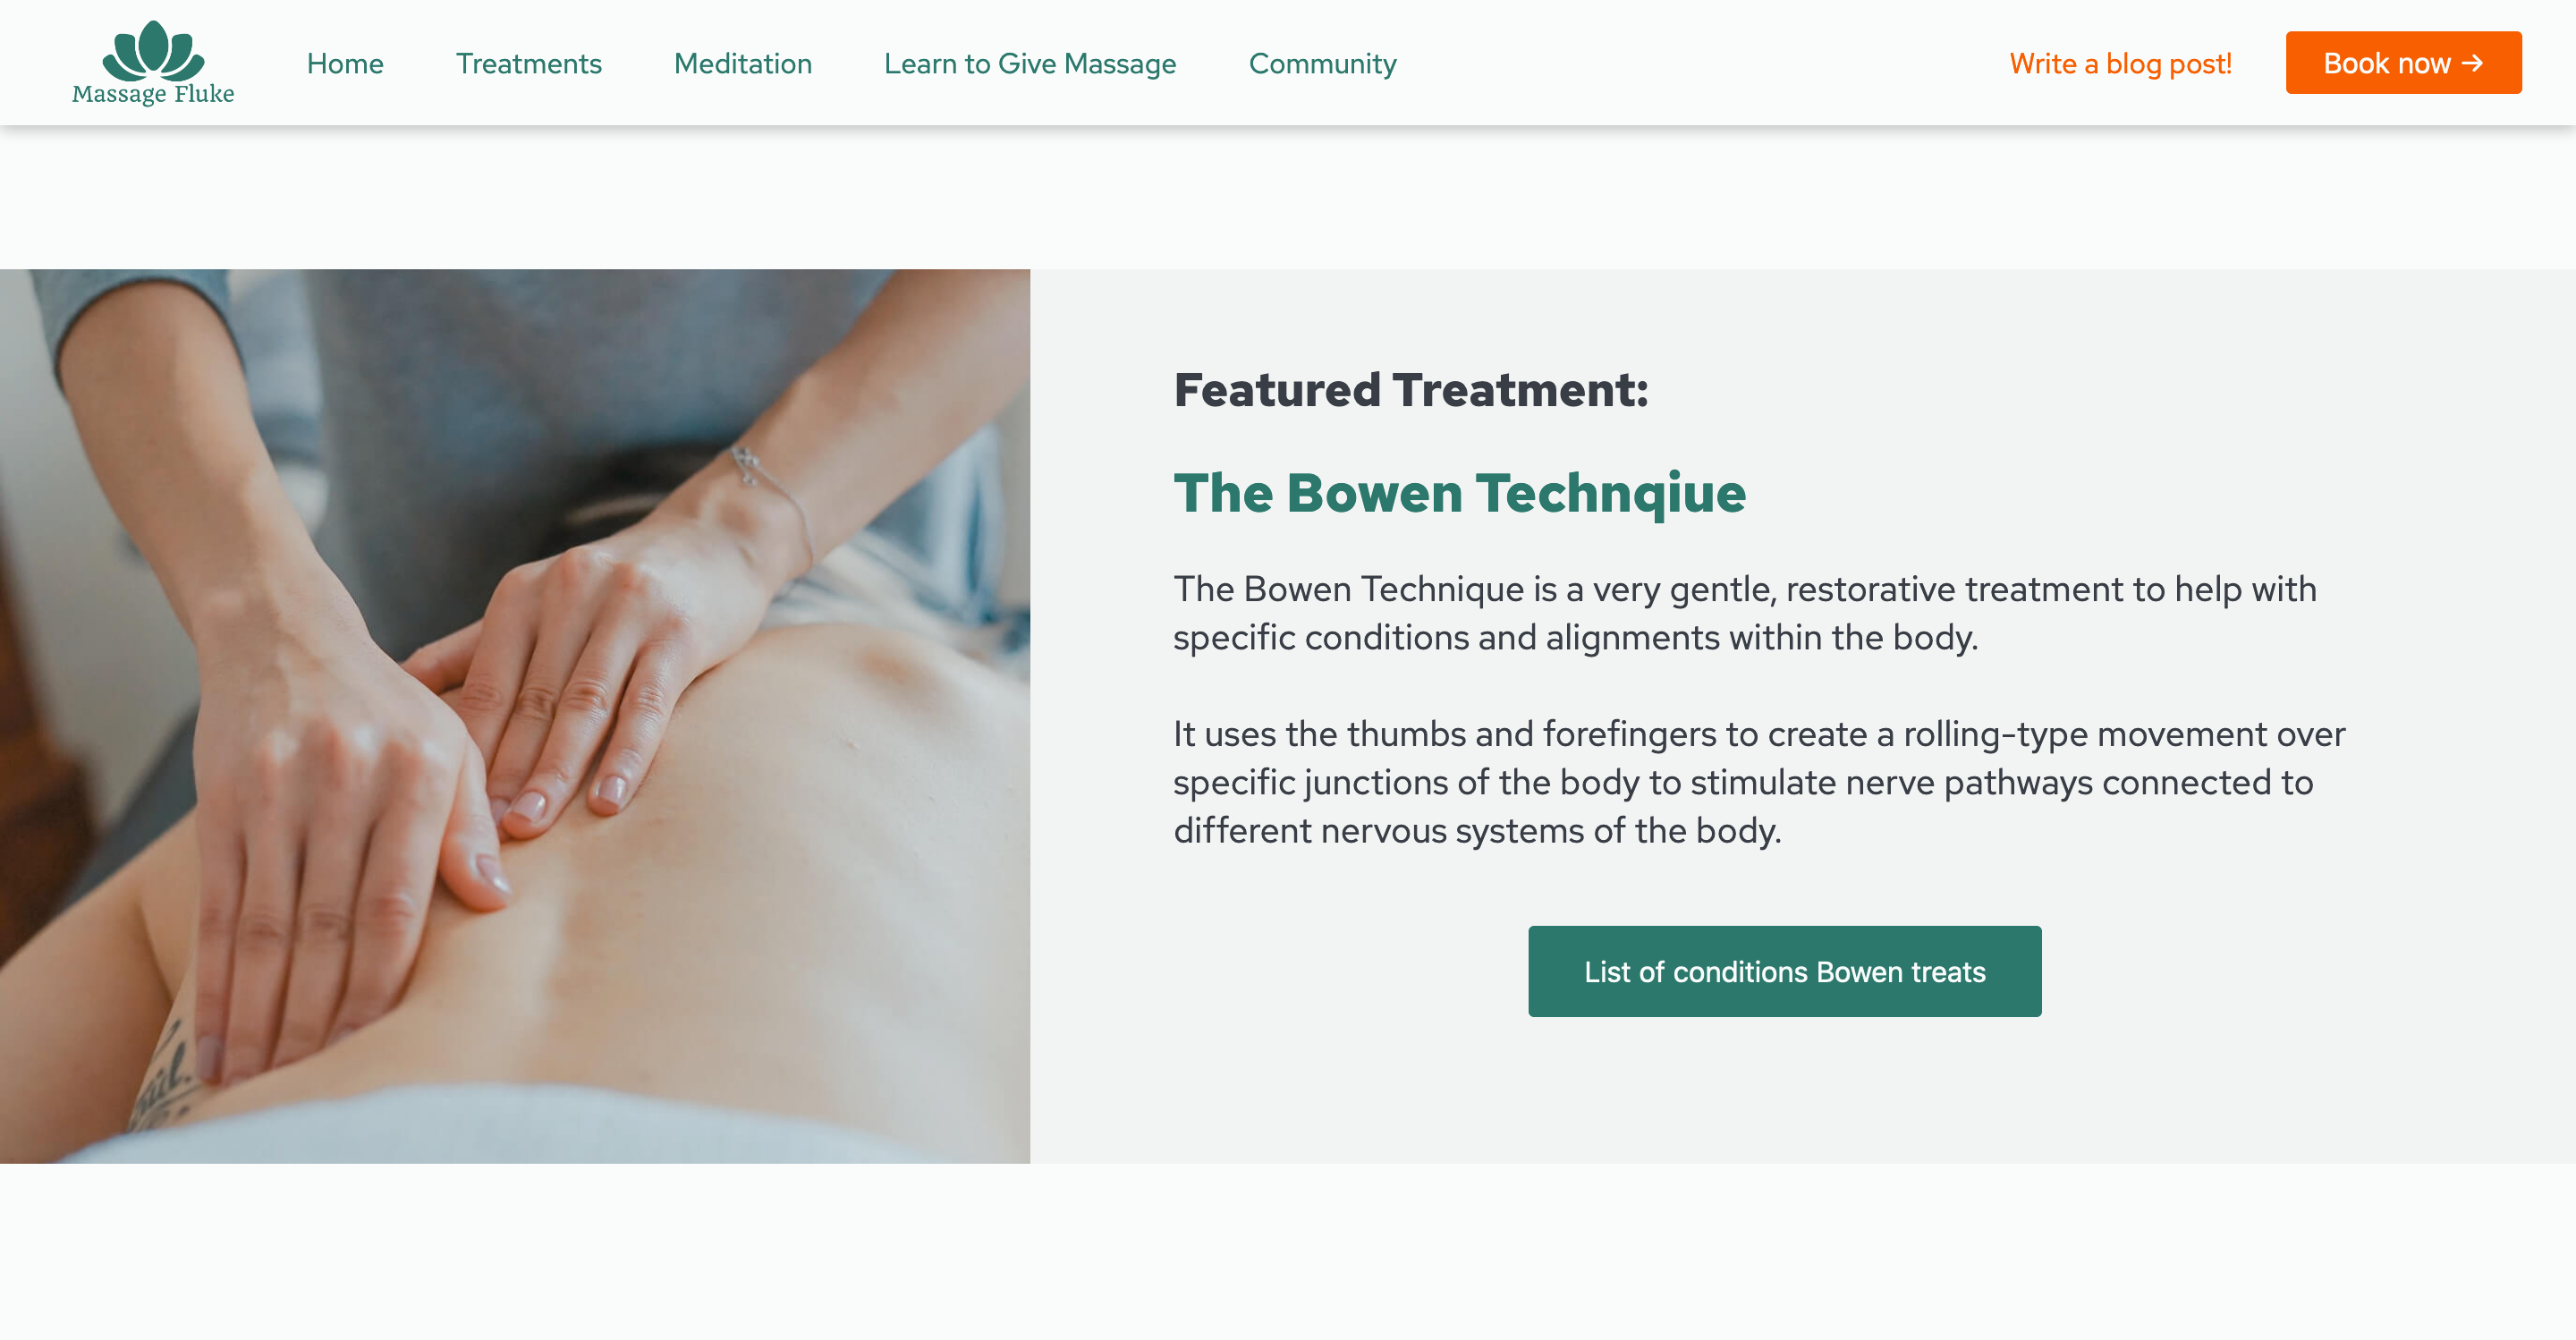 Massage Fluke
Home
Treatments
Meditation
Learn to Give Massage
Community
Write a blog post!
Book now →
Featured Treatment:
The Bowen Technqiue
The Bowen Technique is a very gentle, restorative treatment to help with
specific conditions and alignments within the body.
It uses the thumbs and forefingers to create a rolling-type movement over
specific junctions of the body to stimulate nerve pathways connected to
different nervous systems of the body.
List of conditions Bowen treats